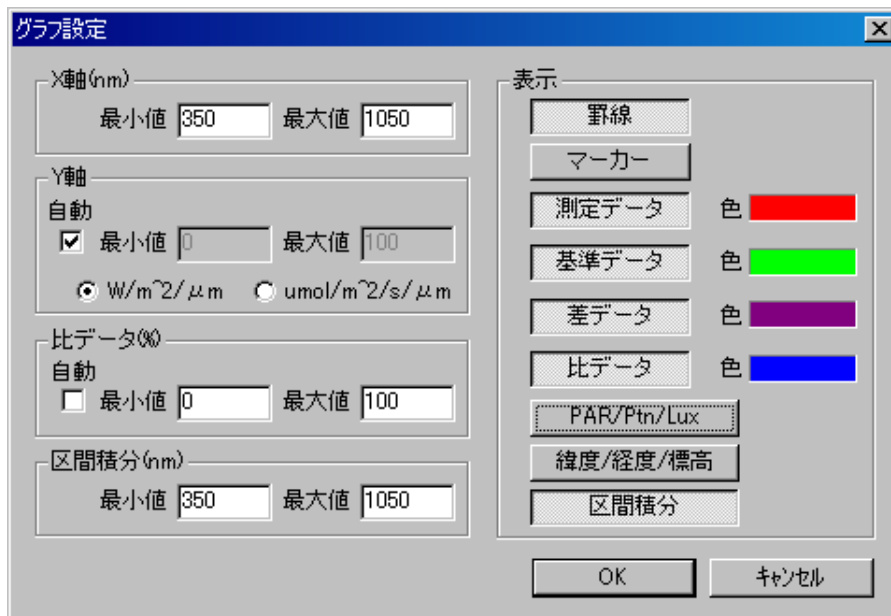 グラフ設定
X軸(nm)
最小値 350 最大値 1050
Y軸
自動
最小値 0 最大値 100
W/m^2/μm umol/m^2/s/μm
比データ(%)
自動
最小値 0 最大値 100
区間積分(nm)
最小値 350 最大値 1050
表示
罫線
マーカー
測定データ 色
基準データ 色
差データ 色
比データ 色
PAR/Ptn/Lux
緯度/経度/標高
区間積分
OK キャンセル